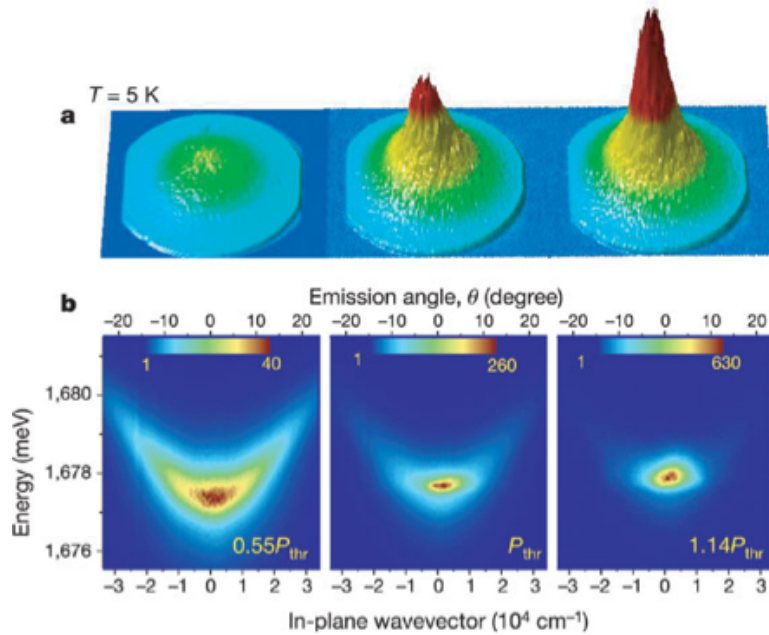 T = 5 K
a
b
Emission angle, θ (degree)
–20 –10 0 10 20 –20 –10 0 10 20 –20 –10 0 10 20
1 40 1 260 1 630
1,680
1,678
1,676
Energy (meV)
0.55Pthr Pthr 1.14Pthr
–3 –2 –1 0 1 2 3 –3 –2 –1 0 1 2 3 –3 –2 –1 0 1 2 3
In-plane wavevector (10⁴ cm⁻¹)